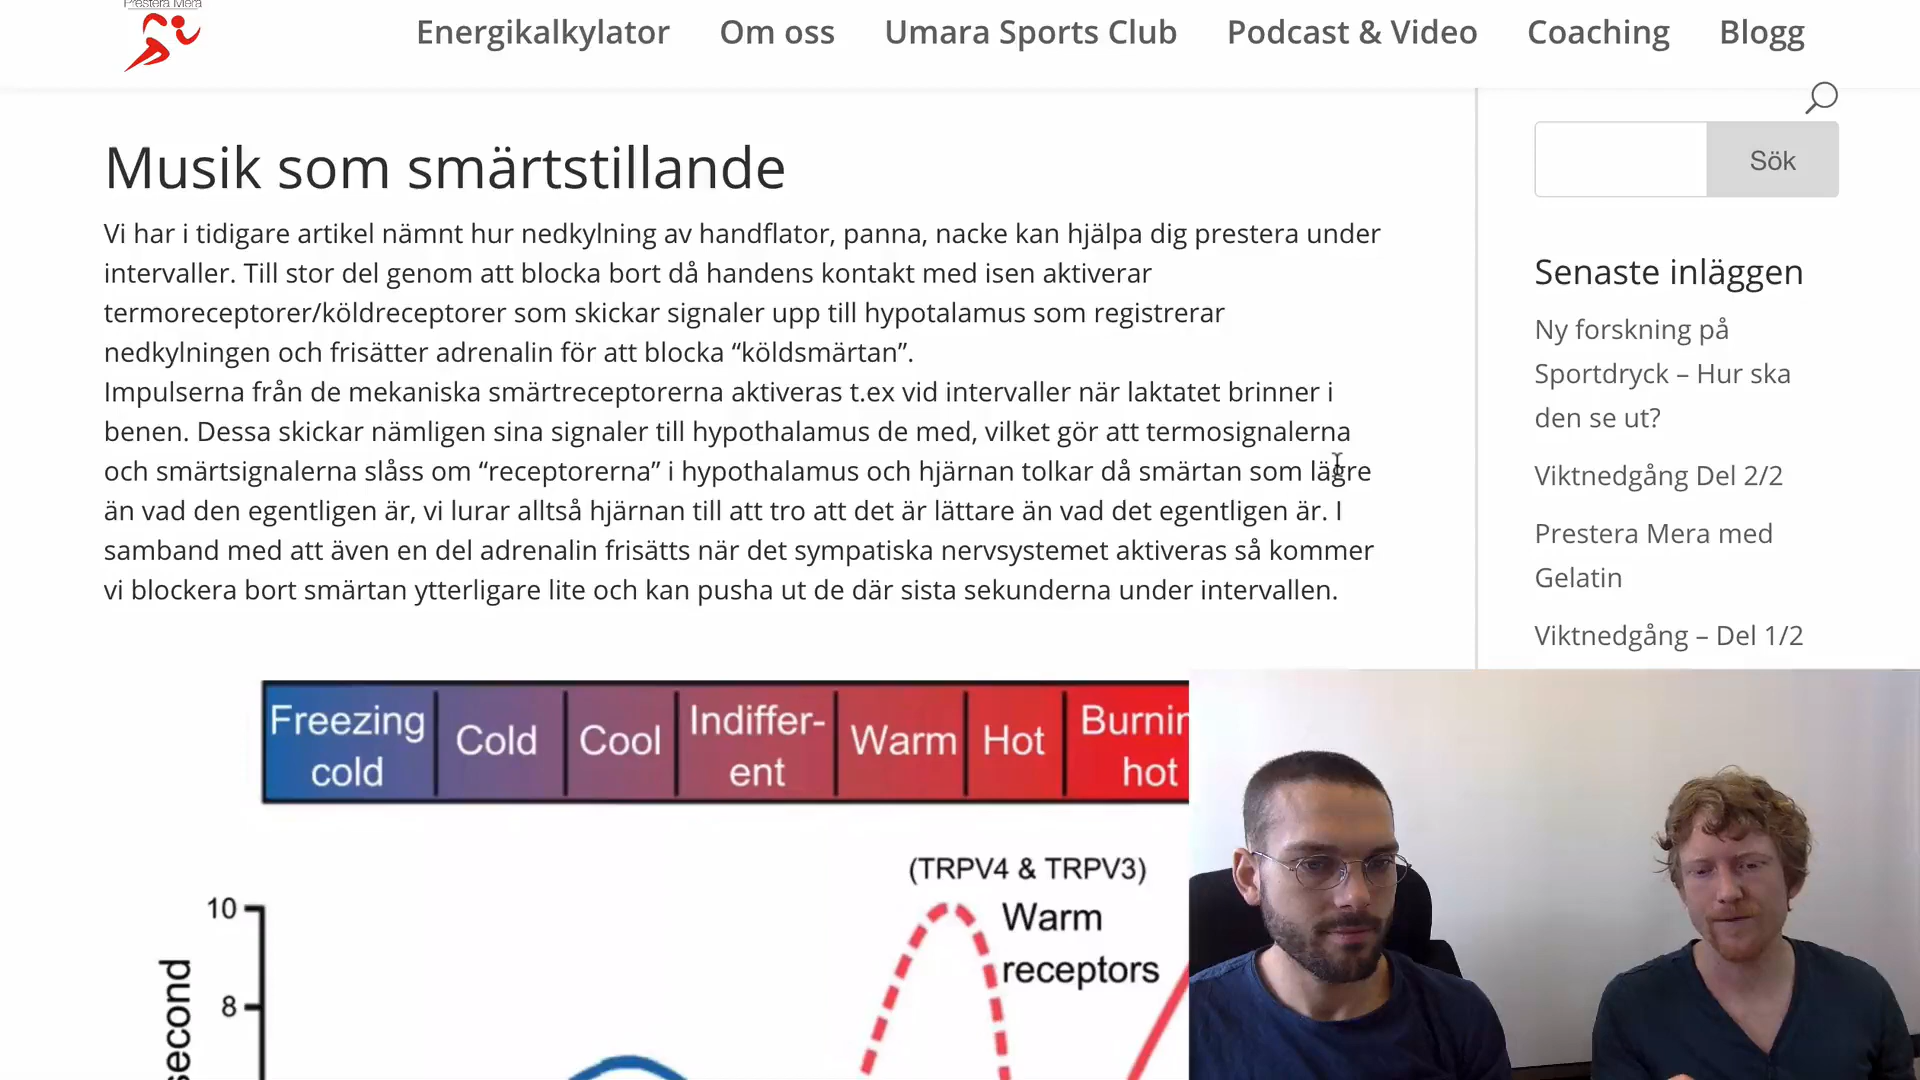 Prestera Mera
Energikalkylator
Om oss
Umara Sports Club
Podcast & Video
Coaching
Blogg
Musik som smärtstillande
Vi har i tidigare artikel nämnt hur nedkylning av handflator, panna, nacke kan hjälpa dig prestera under
intervaller. Till stor del genom att blocka bort då handens kontakt med isen aktiverar
termoreceptorer/köldreceptorer som skickar signaler upp till hypotalamus som registrerar
nedkylningen och frisätter adrenalin för att blocka “köldsmärtan”.
Impulserna från de mekaniska smärtreceptorerna aktiveras t.ex vid intervaller när laktatet brinner i
benen. Dessa skickar nämligen sina signaler till hypothalamus de med, vilket gör att termosignalerna
och smärtsignalerna slåss om “receptorerna” i hypothalamus och hjärnan tolkar då smärtan som lägre
än vad den egentligen är, vi lurar alltså hjärnan till att tro att det är lättare än vad det egentligen är. I
samband med att även en del adrenalin frisätts när det sympatiska nervsystemet aktiveras så kommer
vi blockera bort smärtan ytterligare lite och kan pusha ut de där sista sekunderna under intervallen.
Sök
Senaste inläggen
Ny forskning på
Sportdryck – Hur ska
den se ut?
Viktnedgång Del 2/2
Prestera Mera med
Gelatin
Viktnedgång – Del 1/2
Freezing
cold
Cold
Cool
Indiffer-
ent
Warm
Hot
Burnin
hot
(TRPV4 & TRPV3)
Warm
receptors
10
8
second